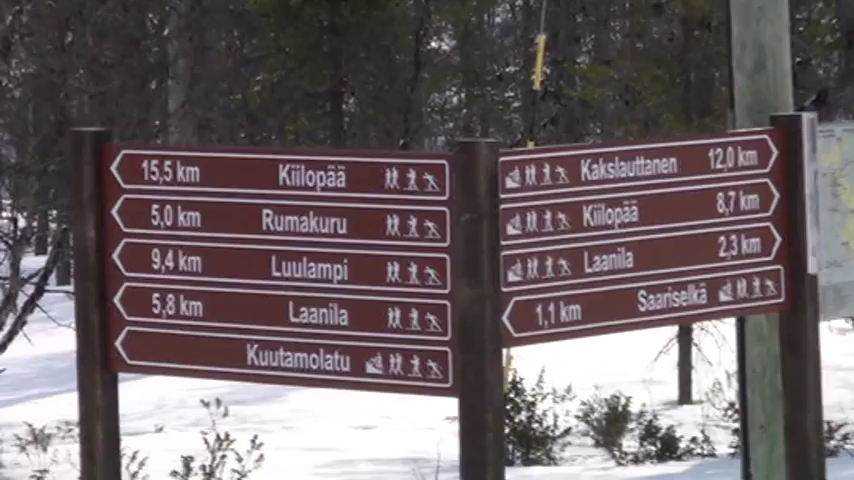 15,5 km Kiilopää
5,0 km Rumakuru
9,4 km Luulampi
5,8 km Laanila
Kuutamolatu
Kakslauttanen 12,0 km
Kiilopää 8,7 km
Laanila 2,3 km
1,1 km Saariselkä